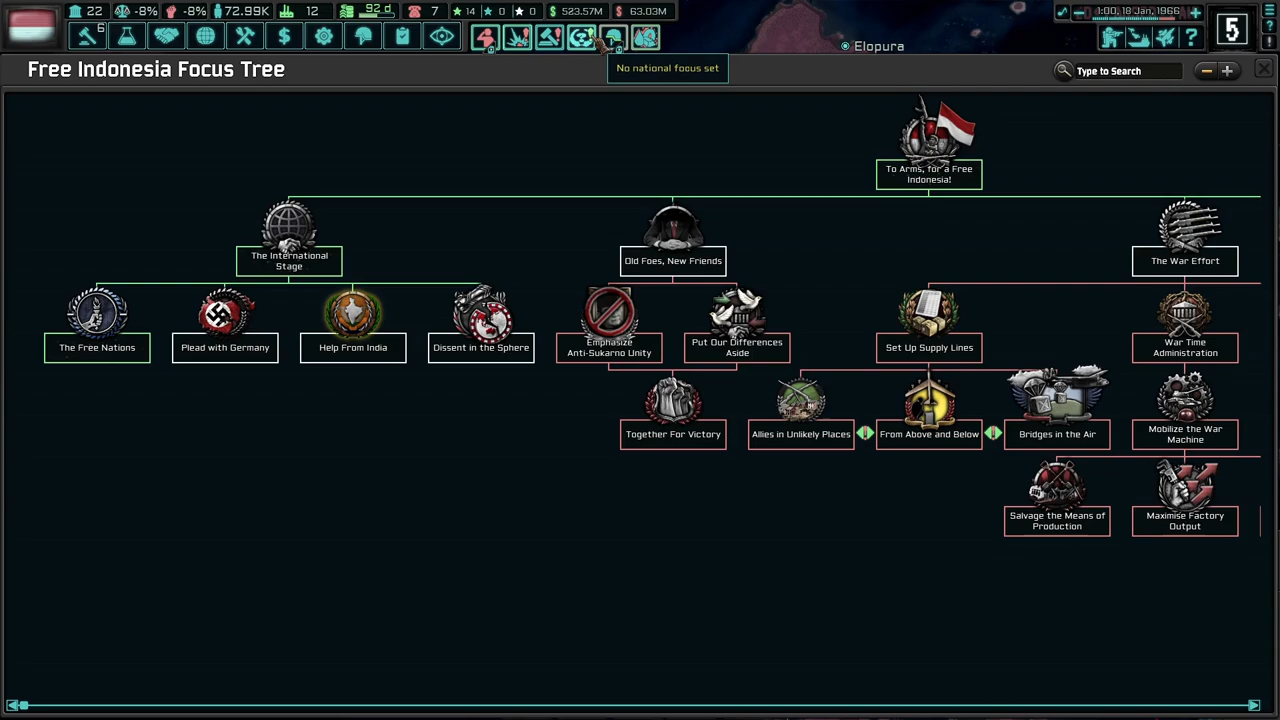 22 -8% -8% 72.99K 12 92 d 7 14 0 0 $ 523.57M $ 63.03M
1:00, 18 Jan, 1966
6
5
Elopura
No national focus set
Free Indonesia Focus Tree
Type to Search
To Arms, for a Free
Indonesia!
The International
Stage
Old Foes, New Friends
The War Effort
The Free Nations
Plead with Germany
Help From India
Dissent in the Sphere
Emphasize
Anti-Sukarno Unity
Put Our Differences
Aside
Set Up Supply Lines
War Time
Administration
Together For Victory
Allies in Unlikely Places
From Above and Below
Bridges in the Air
Mobilize the War
Machine
Salvage the Means of
Production
Maximise Factory
Output